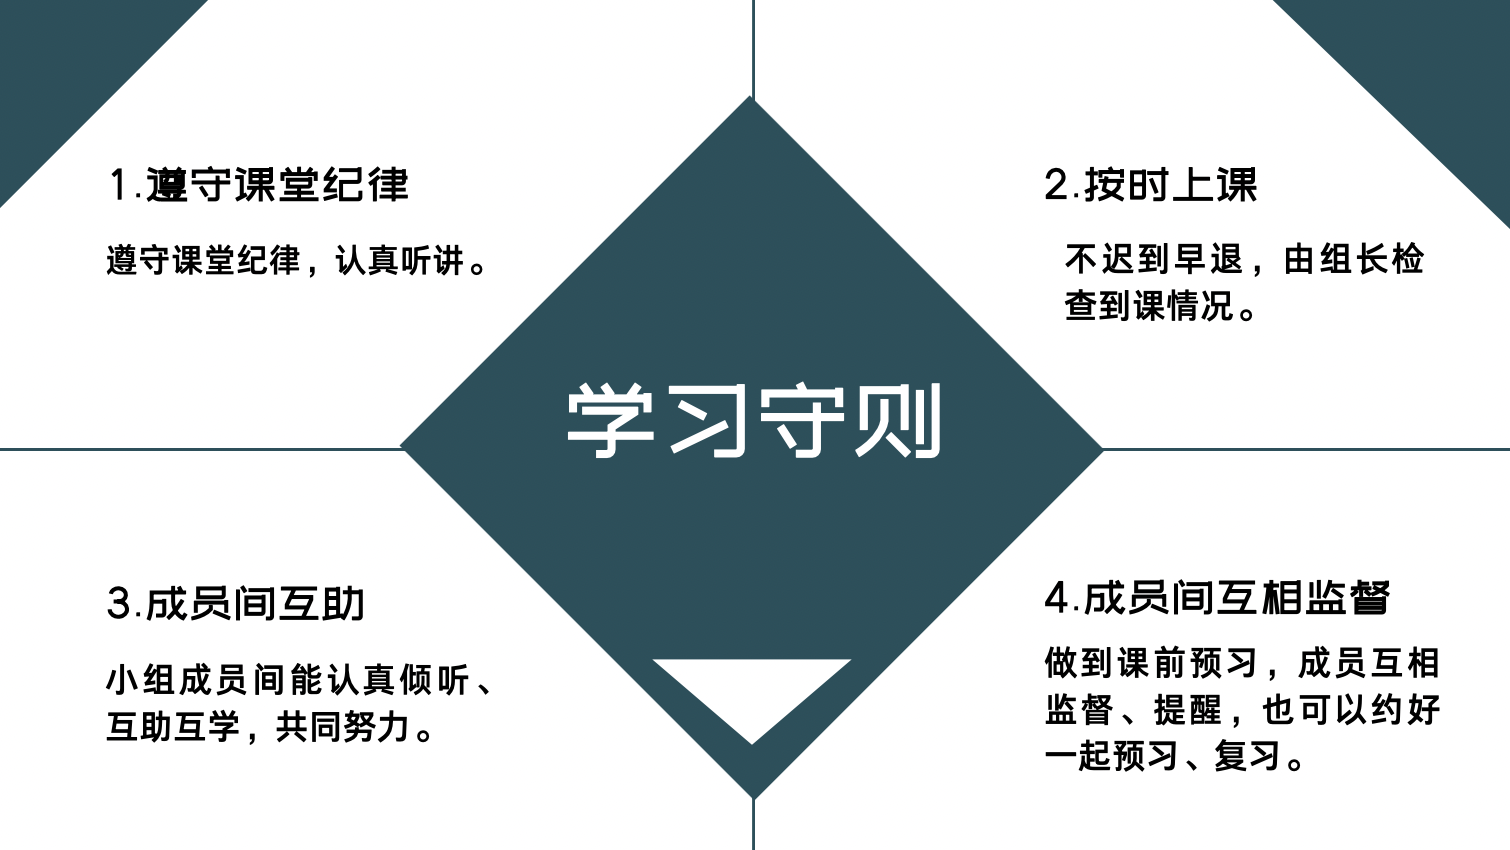 1.遵守课堂纪律
遵守课堂纪律，认真听讲。
2.按时上课
不迟到早退，由组长检
查到课情况。
学习守则
3.成员间互助
小组成员间能认真倾听、
互助互学，共同努力。
4.成员间互相监督
做到课前预习，成员互相
监督、提醒，也可以约好
一起预习、复习。